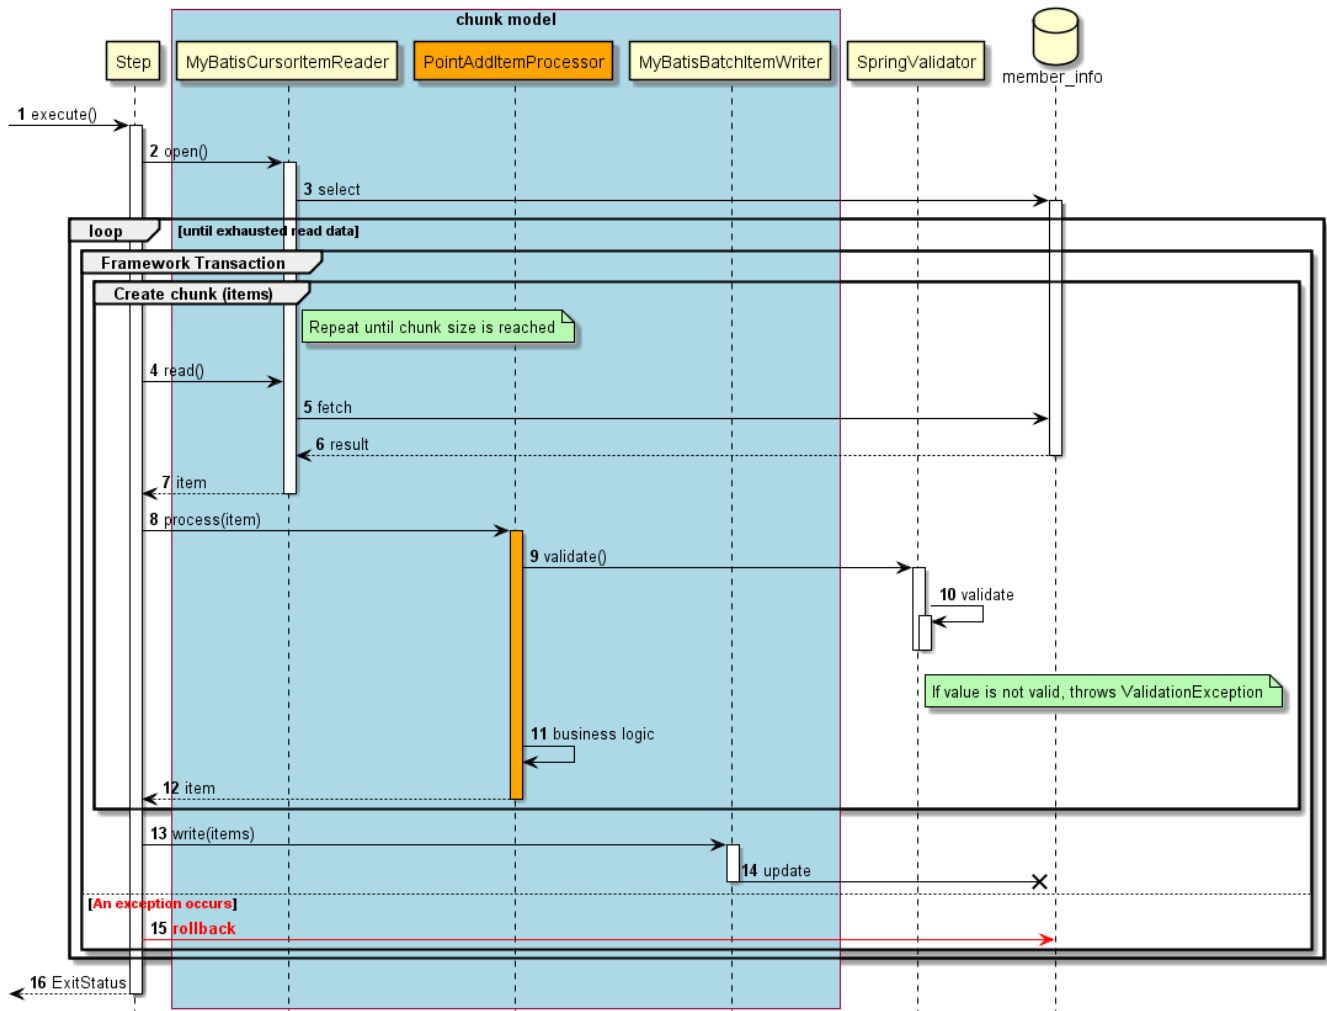 chunk model
Step
MyBatisCursorItemReader
PointAddItemProcessor
MyBatisBatchItemWriter
SpringValidator
member_info
1 execute()
2 open()
3 select
loop
[until exhausted read data]
Framework Transaction
Create chunk (items)
Repeat until chunk size is reached
4 read()
5 fetch
6 result
7 item
8 process(item)
9 validate()
10 validate
If value is not valid, throws ValidationException
11 business logic
12 item
13 write(items)
14 update
[An exception occurs]
15 rollback
16 ExitStatus